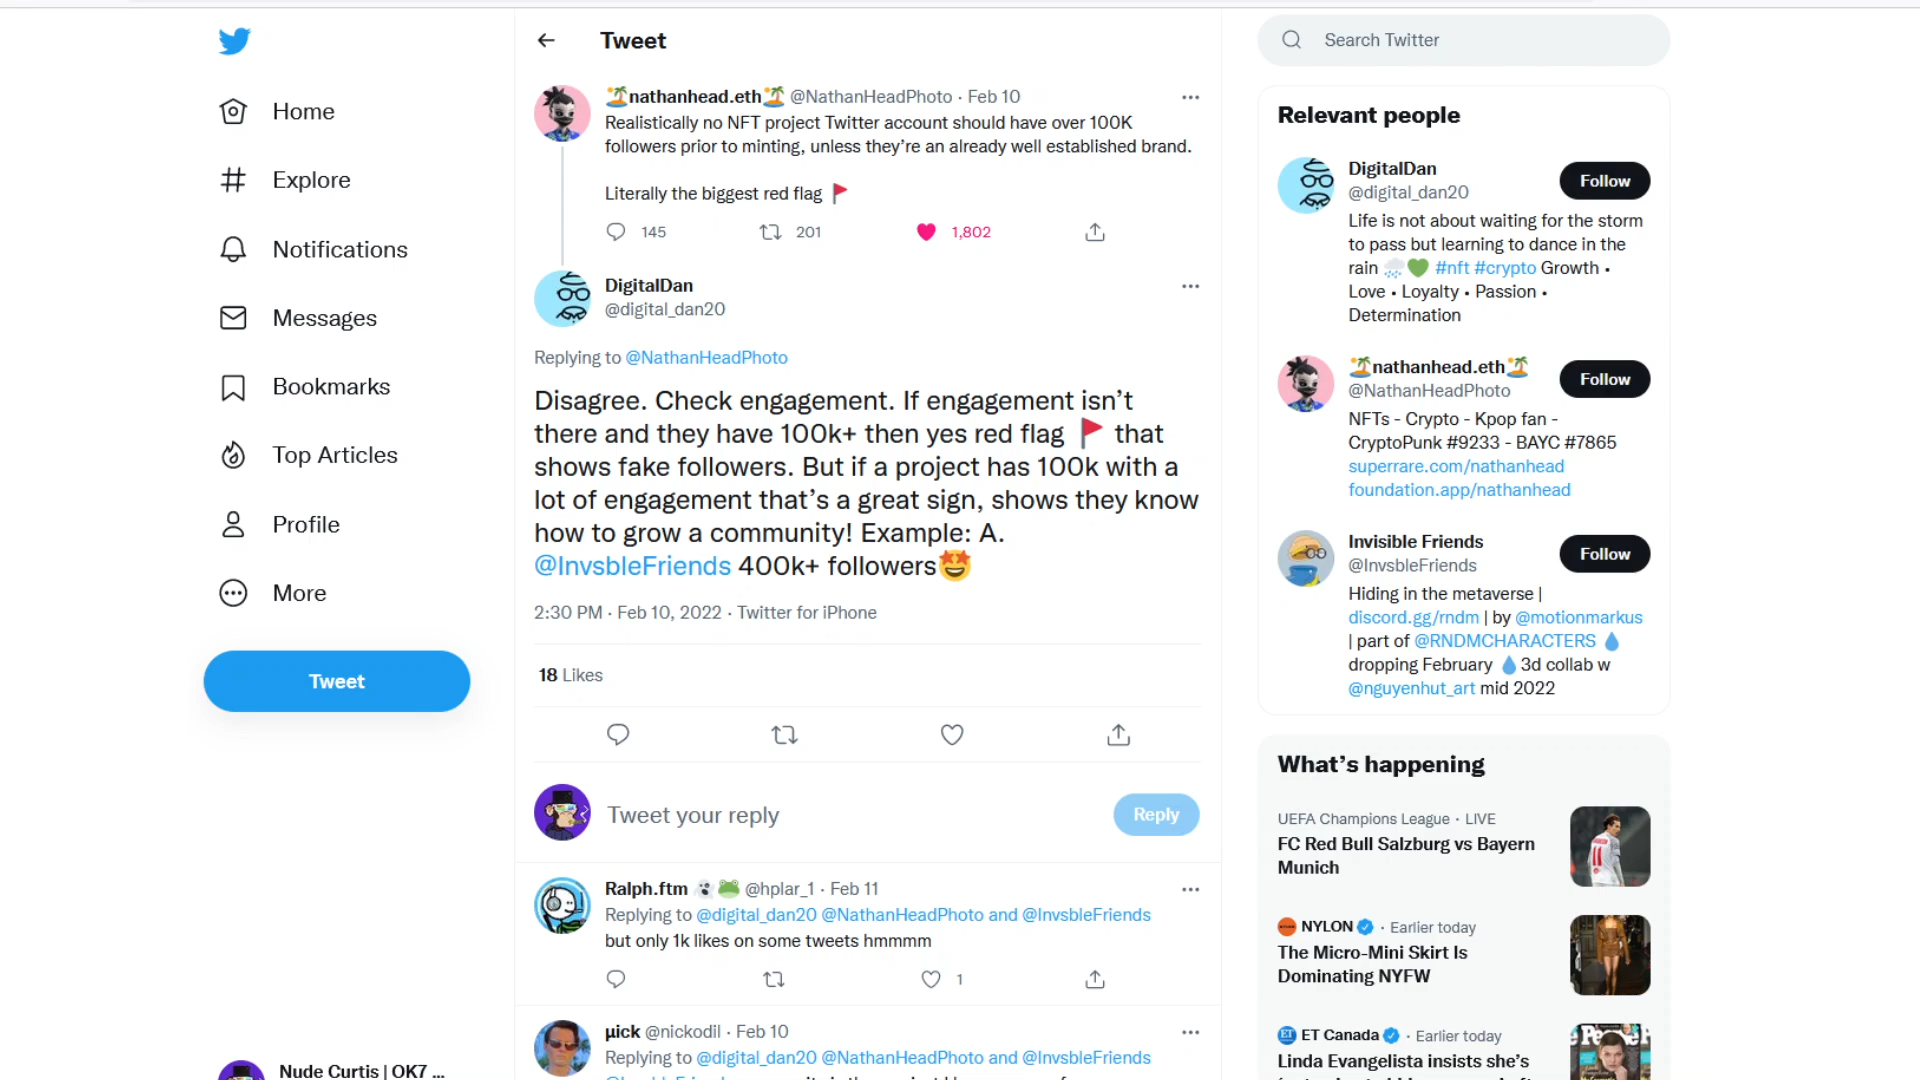 Home
Explore
Notifications
Messages
Bookmarks
Top Articles
Profile
More
Tweet
Nude Curtis | OK7 ...
Tweet
nathanhead.eth @NathanHeadPhoto · Feb 10
Realistically no NFT project Twitter account should have over 100K
followers prior to minting, unless they’re an already well established brand.
Literally the biggest red flag 🚩
145 201 1,802
DigitalDan
@digital_dan20
Replying to @NathanHeadPhoto
Disagree. Check engagement. If engagement isn’t
there and they have 100k+ then yes red flag 🚩 that
shows fake followers. But if a project has 100k with a
lot of engagement that’s a great sign, shows they know
how to grow a community! Example: A.
@InvsbleFriends 400k+ followers🤩
2:30 PM · Feb 10, 2022 · Twitter for iPhone
18 Likes
Tweet your reply
Reply
Ralph.ftm @hplar_1 · Feb 11
Replying to @digital_dan20 @NathanHeadPhoto and @InvsbleFriends
but only 1k likes on some tweets hmmmm
1
µick @nickodil · Feb 10
Replying to @digital_dan20 @NathanHeadPhoto and @InvsbleFriends
Search Twitter
Relevant people
DigitalDan
@digital_dan20
Follow
Life is not about waiting for the storm
to pass but learning to dance in the
rain 🌧️💚 #nft #crypto Growth •
Love • Loyalty • Passion •
Determination
🏝️nathanhead.eth🏝️
@NathanHeadPhoto
Follow
NFTs - Crypto - Kpop fan -
CryptoPunk #9233 - BAYC #7865
superrare.com/nathanhead
foundation.app/nathanhead
Invisible Friends
@InvsbleFriends
Follow
Hiding in the metaverse |
discord.gg/rndm | by @motionmarkus
| part of @RNDMCHARACTERS 💧
dropping February 💧3d collab w
@nguyenhut_art mid 2022
What’s happening
UEFA Champions League · LIVE
FC Red Bull Salzburg vs Bayern
Munich
11
NYLON · Earlier today
The Micro-Mini Skirt Is
Dominating NYFW
ET ET Canada · Earlier today
Linda Evangelista insists she’s